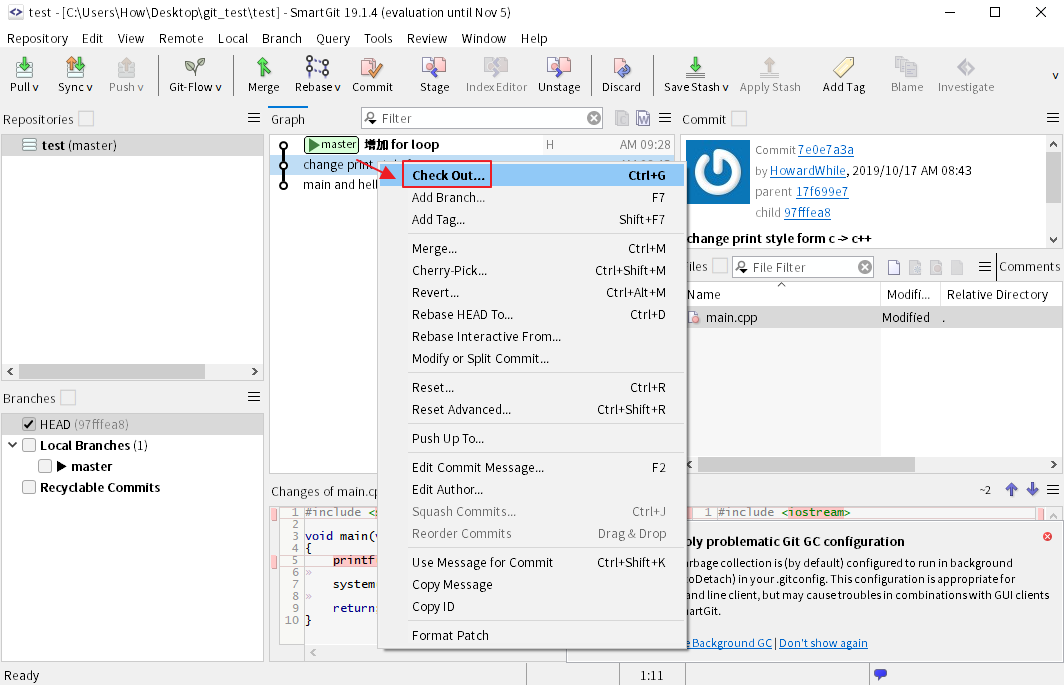 test - [C:\Users\How\Desktop\git_test\test] - SmartGit 19.1.4 (evaluation until Nov 5)
Repository Edit View Remote Local Branch Query Tools Review Window Help
Pull Sync Push Git-Flow Merge Rebase Commit Stage Index Editor Unstage Discard Save Stash Apply Stash Add Tag Blame Investigate
Repositories
test (master)
Branches
HEAD (97fffea8)
Local Branches (1)
master
Recyclable Commits
Graph
Filter
master 增加 for loop H AM 09:28
change print
main and hell
Check Out... Ctrl+G
Add Branch... F7
Add Tag... Shift+F7
Merge... Ctrl+M
Cherry-Pick... Ctrl+Shift+M
Revert... Ctrl+Alt+M
Rebase HEAD To... Ctrl+D
Rebase Interactive From...
Modify or Split Commit...
Reset... Ctrl+R
Reset Advanced... Ctrl+Shift+R
Push Up To...
Edit Commit Message... F2
Edit Author...
Squash Commits... Ctrl+J
Reorder Commits Drag & Drop
Use Message for Commit Ctrl+Shift+K
Copy Message
Copy ID
Format Patch
Commit
Commit 7e0e7a3a
by HowardWhile, 2019/10/17 AM 08:43
parent 17f699e7
child 97fffea8
change print style form c -> c++
iles
File Filter
Comments
Name Modifi... Relative Directory
main.cpp Modified .
Changes of main.cp
~2
1 #include <
2
3 void main(
4 {
5 printf
6 »
7 system
8 »
9 return
10 }
1 #include <iostream>
ly problematic Git GC configuration
rbage collection is (by default) configured to run in background
oDetach) in your .gitconfig. This configuration is appropriate for
and line client, but may cause troubles in combinations with GUI clients
artGit.
e Background GC | Don't show again
Ready
1:11